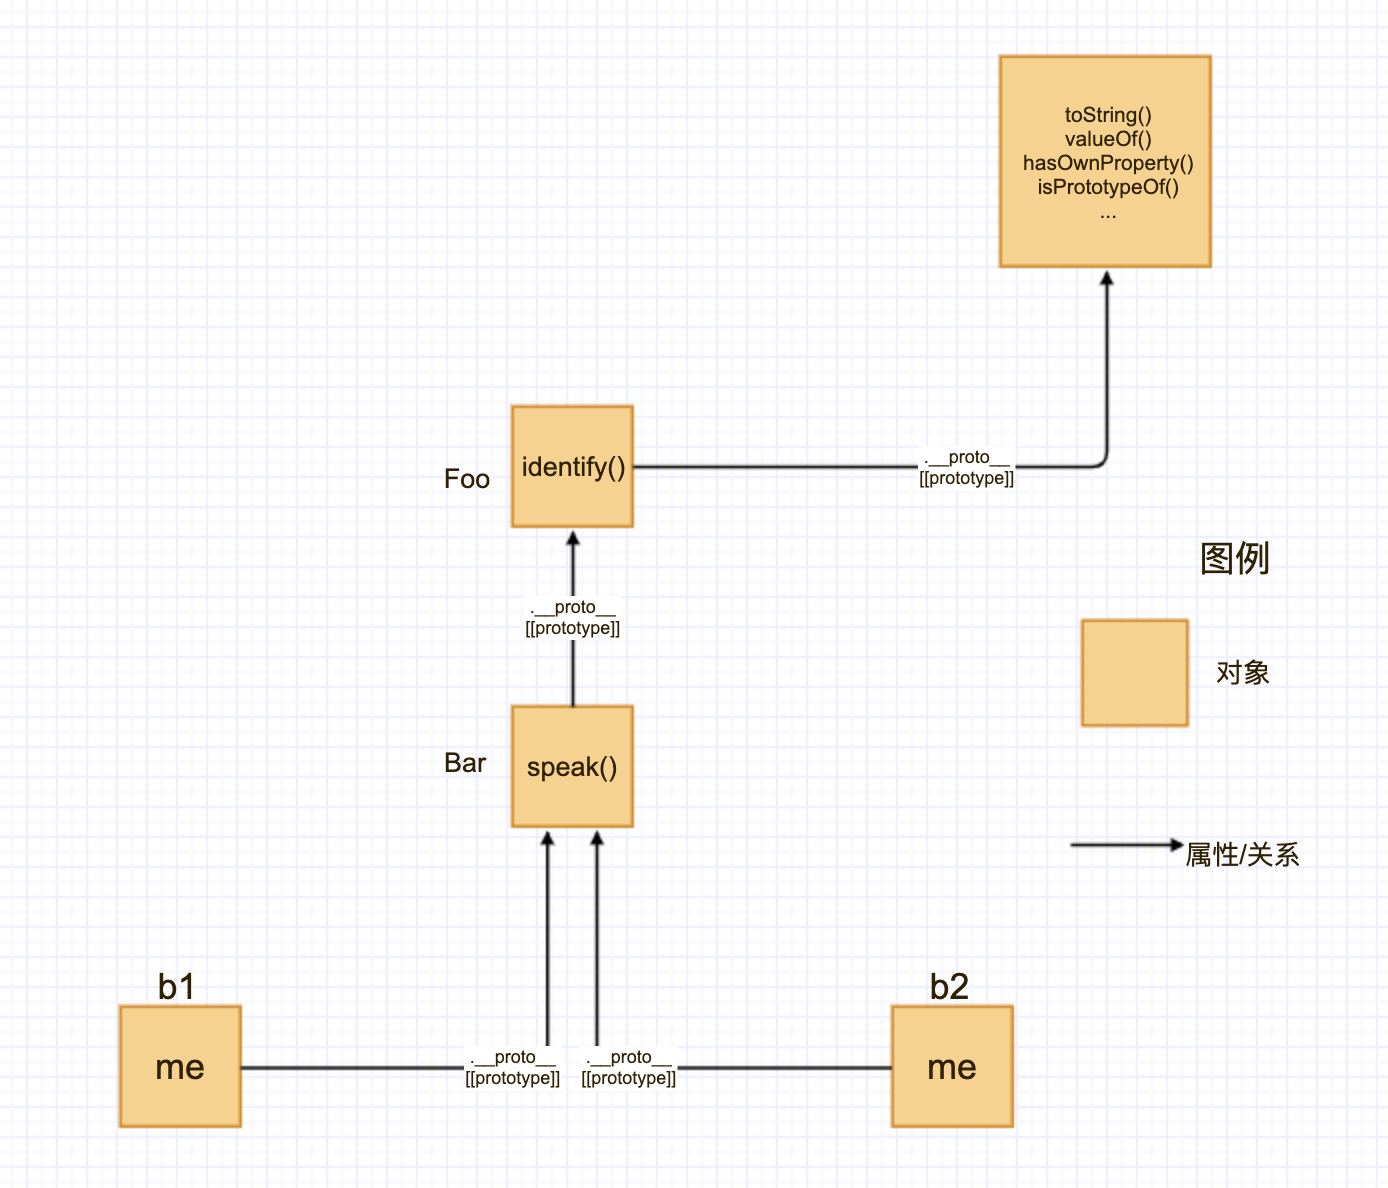 toString()
valueOf()
hasOwnProperty()
isPrototypeOf()
...
identify()
Foo
.__proto__
[[prototype]]
图例
.__proto__
[[prototype]]
对象
Bar
speak()
属性/关系
b1
b2
me
.__proto__
[[prototype]]
.__proto__
[[prototype]]
me